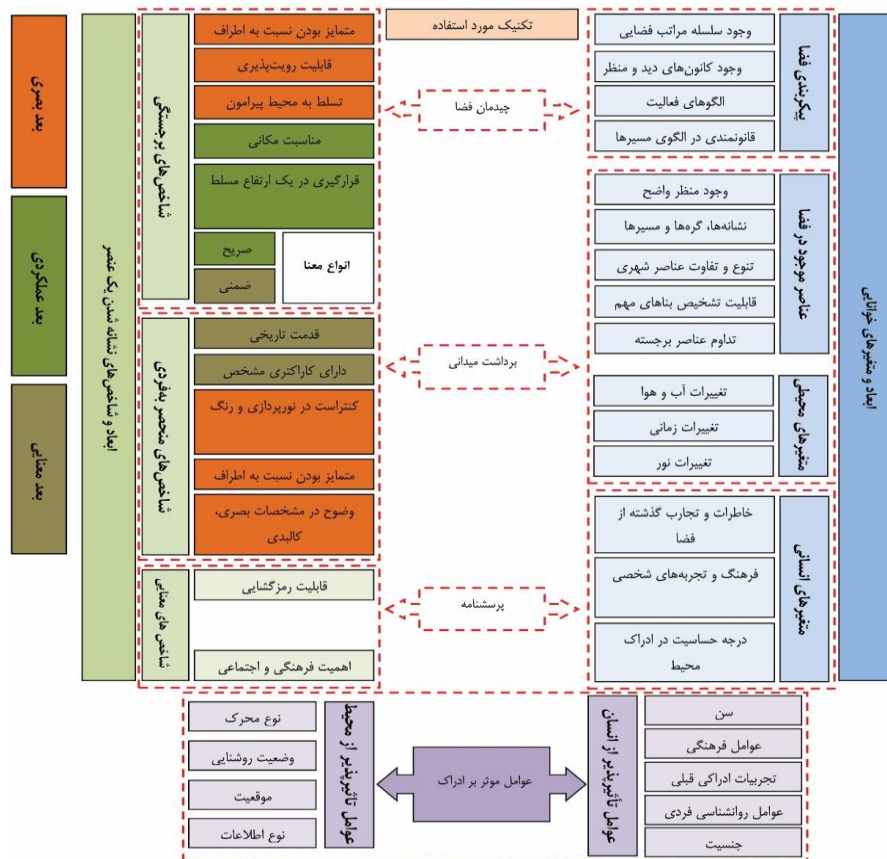 ابعاد و متغیرهای خوانایی
پیکربندی فضا
وجود سلسله مراتب فضایی
وجود کانون‌های دید و منظر
الگوهای فعالیت
قانونمندی در الگوی مسیرها
عناصر موجود در فضا
وجود منظر واضح
نشانه‌ها، گره‌ها و مسیرها
تنوع و تفاوت عناصر شهری
قابلیت تشخیص بناهای مهم
تداوم عناصر برجسته
متغیرهای محیطی
تغییرات آب و هوا
تغییرات زمانی
تغییرات نور
متغیرهای انسانی
خاطرات و تجارب گذشته از
فضا
فرهنگ و تجربه‌های شخصی
درجه حساسیت در ادراک
محیط
تکنیک مورد استفاده
چیدمان فضا
برداشت میدانی
پرسشنامه
شاخص‌های برجستگی
متمایز بودن نسبت به اطراف
قابلیت رویت‌پذیری
تسلط به محیط پیرامون
مناسبت مکانی
قرارگیری در یک ارتفاع مسلط
انواع معنا
صریح
ضمنی
شاخص‌های منحصر به‌فردی
قدمت تاریخی
دارای کاراکتری مشخص
کنتراست در نورپردازی و رنگ
متمایز بودن نسبت به اطراف
وضوح در مشخصات بصری،
کالبدی
شاخص های معنایی
قابلیت رمزگشایی
اهمیت فرهنگی و اجتماعی
ابعاد و شاخص‌های نشانه شدن یک عنصر
بعد بصری
بعد عملکردی
بعد معنایی
عوامل تأثیرپذیر از انسان
سن
عوامل فرهنگی
تجربیات ادراکی قبلی
عوامل روانشناسی فردی
جنسیت
عوامل موثر بر ادراک
عوامل تاثیرپذیر از محیط
نوع محرک
وضعیت روشنایی
موقعیت
نوع اطلاعات